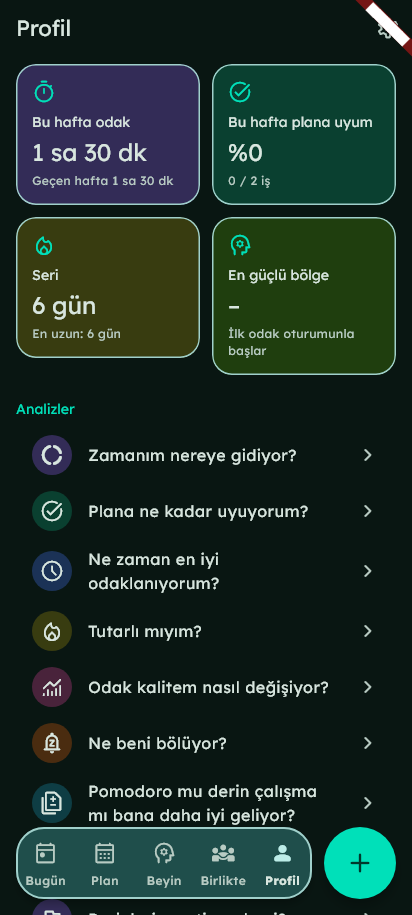 Profil
Bu hafta odak
1 sa 30 dk
Geçen hafta 1 sa 30 dk
Bu hafta plana uyum
%0
0 / 2 iş
Seri
6 gün
En uzun: 6 gün
En güçlü bölge
–
İlk odak oturumunla
başlar
Analizler
Zamanım nereye gidiyor?
Plana ne kadar uyuyorum?
Ne zaman en iyi
odaklanıyorum?
Tutarlı mıyım?
Odak kalitem nasıl değişiyor?
Ne beni bölüyor?
Pomodoro mu derin çalışma
mı bana daha iyi geliyor?
Bugün
Plan
Beyin
Birlikte
Profil